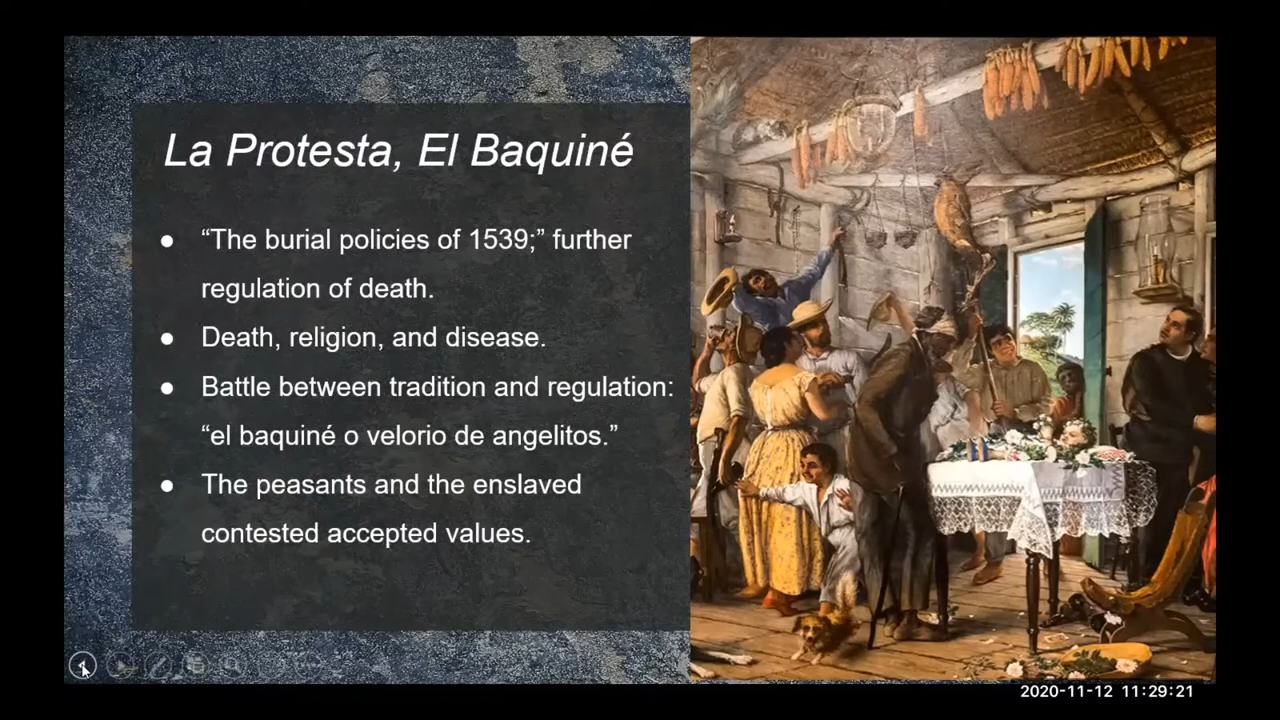 La Protesta, El Baquiné
● “The burial policies of 1539;” further
regulation of death.
● Death, religion, and disease.
● Battle between tradition and regulation:
“el baquiné o velorio de angelitos.”
● The peasants and the enslaved
contested accepted values.
2020-11-12 11:29:21